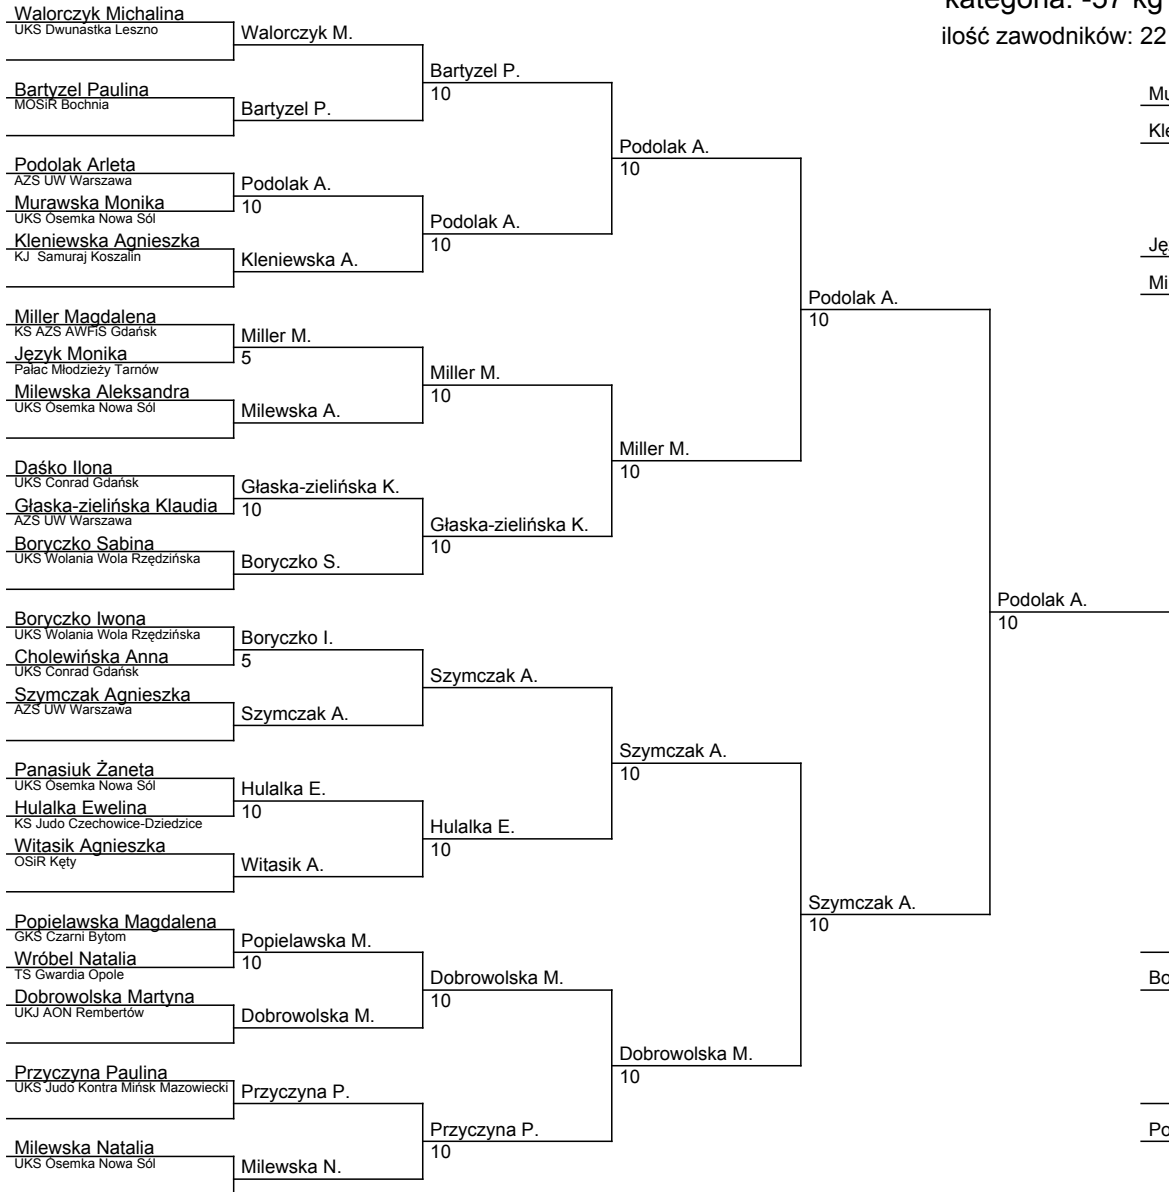 kategoria: -57 kg
ilość zawodników: 22
Walorczyk Michalina
UKS Dwunastka Leszno
Bartyzel Paulina
MOSiR Bochnia
Podolak Arleta
AZS UW Warszawa
Murawska Monika
UKS Ósemka Nowa Sól
Kleniewska Agnieszka
KJ Samuraj Koszalin
Miller Magdalena
KS AZS AWFiS Gdańsk
Język Monika
Pałac Młodzieży Tarnów
Milewska Aleksandra
UKS Ósemka Nowa Sól
Daśko Ilona
UKS Conrad Gdańsk
Głaska-zielińska Klaudia
AZS UW Warszawa
Boryczko Sabina
UKS Wolania Wola Rzędzińska
Boryczko Iwona
UKS Wolania Wola Rzędzińska
Cholewińska Anna
UKS Conrad Gdańsk
Szymczak Agnieszka
AZS UW Warszawa
Panasiuk Żaneta
UKS Ósemka Nowa Sól
Hulalka Ewelina
KS Judo Czechowice-Dziedzice
Witasik Agnieszka
OSiR Kęty
Popielawska Magdalena
GKS Czarni Bytom
Wróbel Natalia
TS Gwardia Opole
Dobrowolska Martyna
UKJ AON Rembertów
Przyczyna Paulina
UKS Judo Kontra Mińsk Mazowiecki
Milewska Natalia
UKS Ósemka Nowa Sól
Walorczyk M.
Bartyzel P.
Podolak A.
10
Kleniewska A.
Miller M.
5
Milewska A.
Głaska-zielińska K.
10
Boryczko S.
Boryczko I.
5
Szymczak A.
Hulalka E.
10
Witasik A.
Popielawska M.
10
Dobrowolska M.
Przyczyna P.
Milewska N.
Bartyzel P.
10
Podolak A.
10
Miller M.
10
Głaska-zielińska K.
10
Szymczak A.
Hulalka E.
10
Dobrowolska M.
10
Przyczyna P.
10
Podolak A.
10
Miller M.
10
Szymczak A.
10
Dobrowolska M.
10
Podolak A.
10
Szymczak A.
10
Podolak A.
10
Mu
Kle
Ję
Mi
Bo
Po